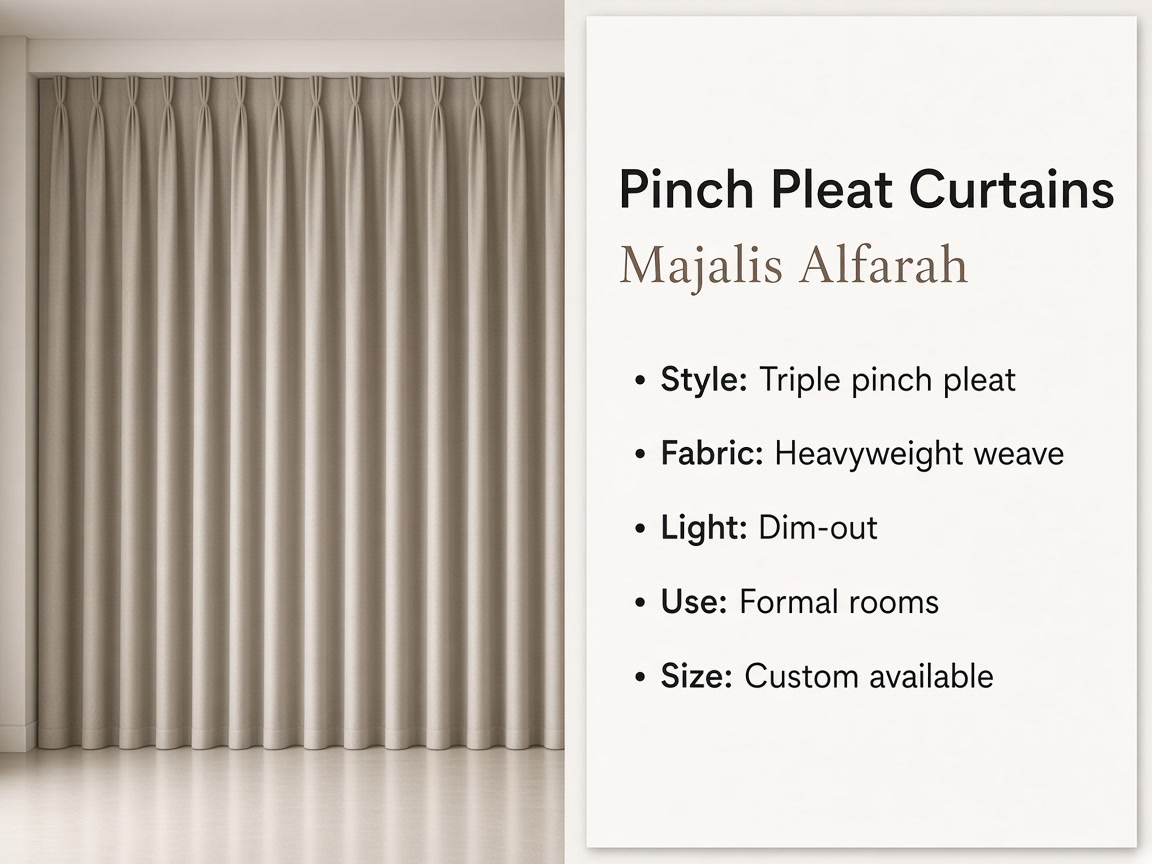 Pinch Pleat Curtains
Majalis Alfarah
• Style: Triple pinch pleat
• Fabric: Heavyweight weave
• Light: Dim-out
• Use: Formal rooms
• Size: Custom available